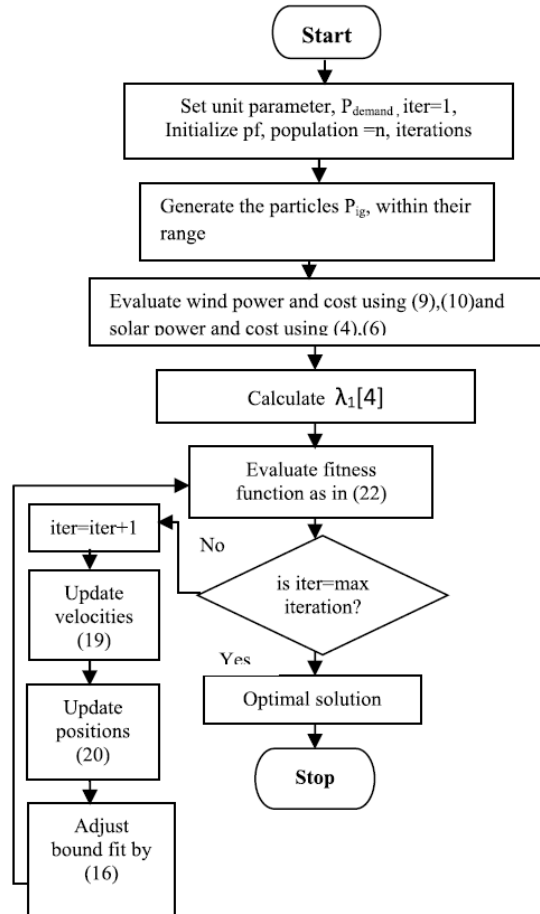 Start
Set unit parameter, Pdemand , iter=1,
Initialize pf, population =n, iterations
Generate the particles Pig, within their
range
Evaluate wind power and cost using (9),(10)and
solar power and cost using (4),(6)
Calculate λ1[4]
Evaluate fitness
function as in (22)
is iter=max
iteration?
No
iter=iter+1
Update
velocities
(19)
Update
positions
(20)
Adjust
bound fit by
(16)
Yes
Optimal solution
Stop